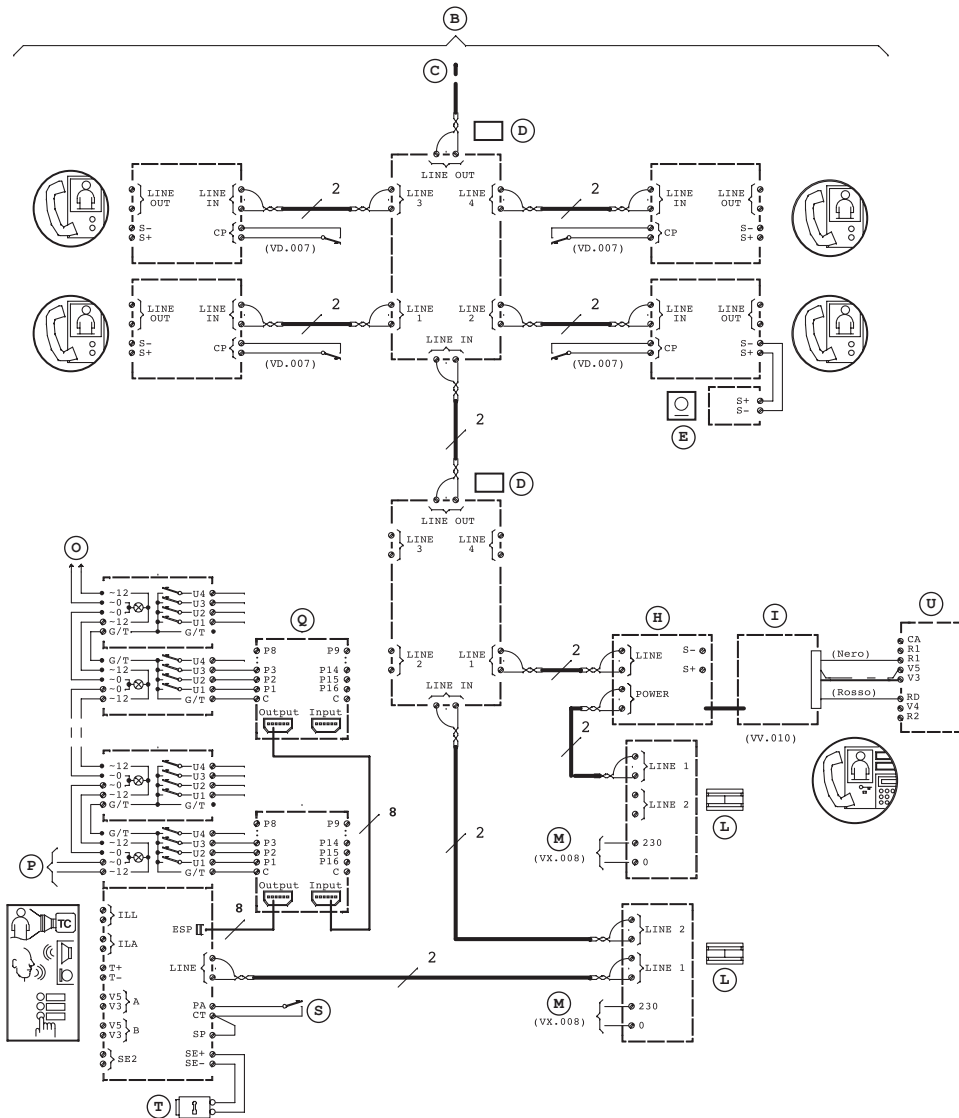 B
C
D
LINE OUT
LINE OUT
LINE IN
2
LINE 3
LINE 4
2
LINE IN
LINE OUT
S-
S+
CP
(VD.007)
(VD.007)
CP
S-
S+
LINE OUT
LINE IN
2
LINE 1
LINE 2
2
LINE IN
LINE OUT
S-
S+
CP
(VD.007)
LINE IN
(VD.007)
CP
S-
S+
E
S+
S-
2
D
LINE OUT
LINE 3
LINE 4
O
~12
~0
~0
~12
G/T
U4
U3
U2
U1
G/T
Q
P8
P9
P3
P2
P1
C
P14
P15
P16
C
Output
Input
G/T
~12
~0
~0
~12
U4
U3
U2
U1
G/T
LINE 2
LINE 1
LINE IN
2
H
LINE
S-
S+
POWER
I
(VV.010)
(Nero)
(Rosso)
U
CA
R1
R1
V5
V3
RD
V4
R2
2
LINE 1
LINE 2
L
M
(VX.008)
230
0
~12
~0
~0
~12
G/T
U4
U3
U2
U1
G/T
8
2
P
G/T
~12
~0
~0
~12
U4
U3
U2
U1
G/T
P8
P9
P3
P2
P1
C
P14
P15
P16
C
Output
Input
TC
ILL
ILA
T+
T-
V5
V3
A
V5
V3
B
SE2
ESP
8
LINE
2
PA
CT
SP
S
SE+
SE-
T
LINE 2
LINE 1
L
M
(VX.008)
230
0